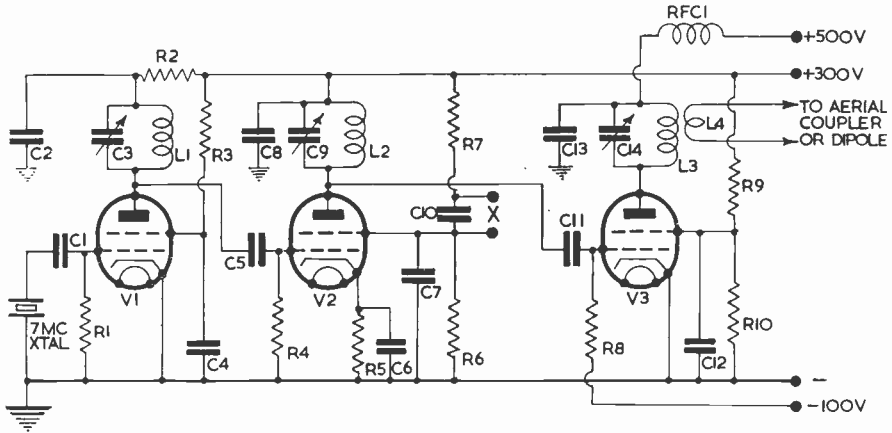 RFC1
+500V
R2
+300V
TO AERIAL
COUPLER
OR DIPOLE
C2
C3
L1
R3
C8
C9
L2
R7
C13
C14
L3
L4
R9
C1
C10
X
C11
V1
C5
V2
C7
V3
7MC
XTAL
R1
C4
R4
R5
C6
R6
R8
C12
R10
−
−100V